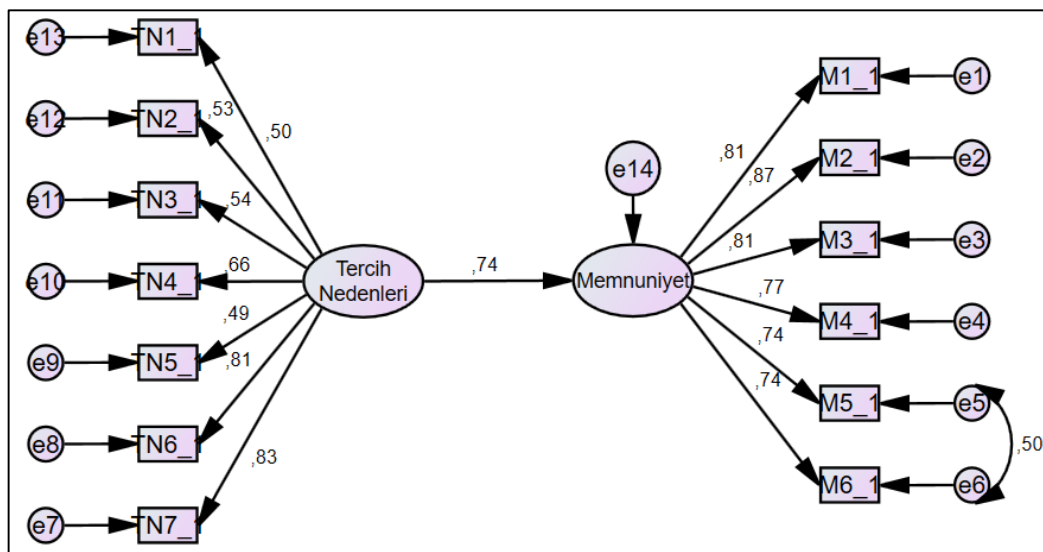 e13
TN1_1
,50
e12
TN2_1
,53
e11
TN3_1
,54
e10
TN4_1
,66
e9
TN5_1
,49
e8
TN6_1
,81
e7
TN7_1
,83
Tercih
Nedenleri
,74
e14
Memnuniyet
,81
M1_1
e1
,87
M2_1
e2
,81
M3_1
e3
,77
M4_1
e4
,74
M5_1
e5
,74
M6_1
e6
,50